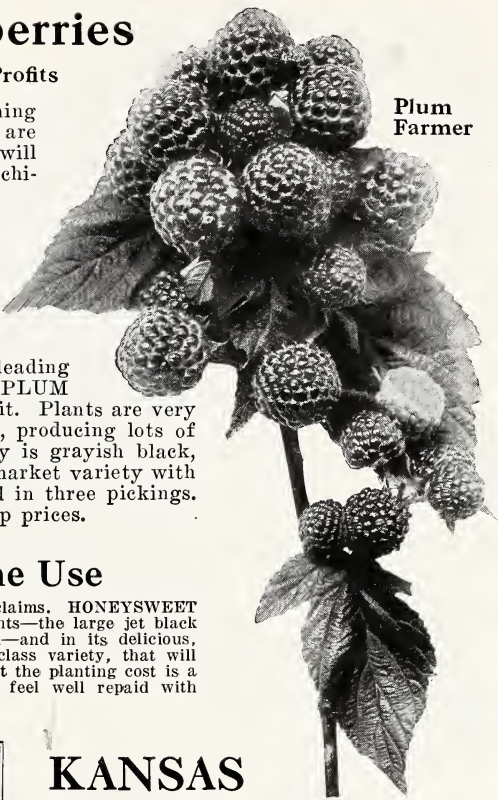 berries
Profits
ning
are
will
chi-
Plum
Farmer
leading
PLUM
it. Plants are very
, producing lots of
y is grayish black,
market variety with
d in three pickings.
p prices.
ne Use
claims. HONEYSWEET
nts—the large jet black
—and in its delicious,
class variety, that will
t the planting cost is a
feel well repaid with
KANSAS